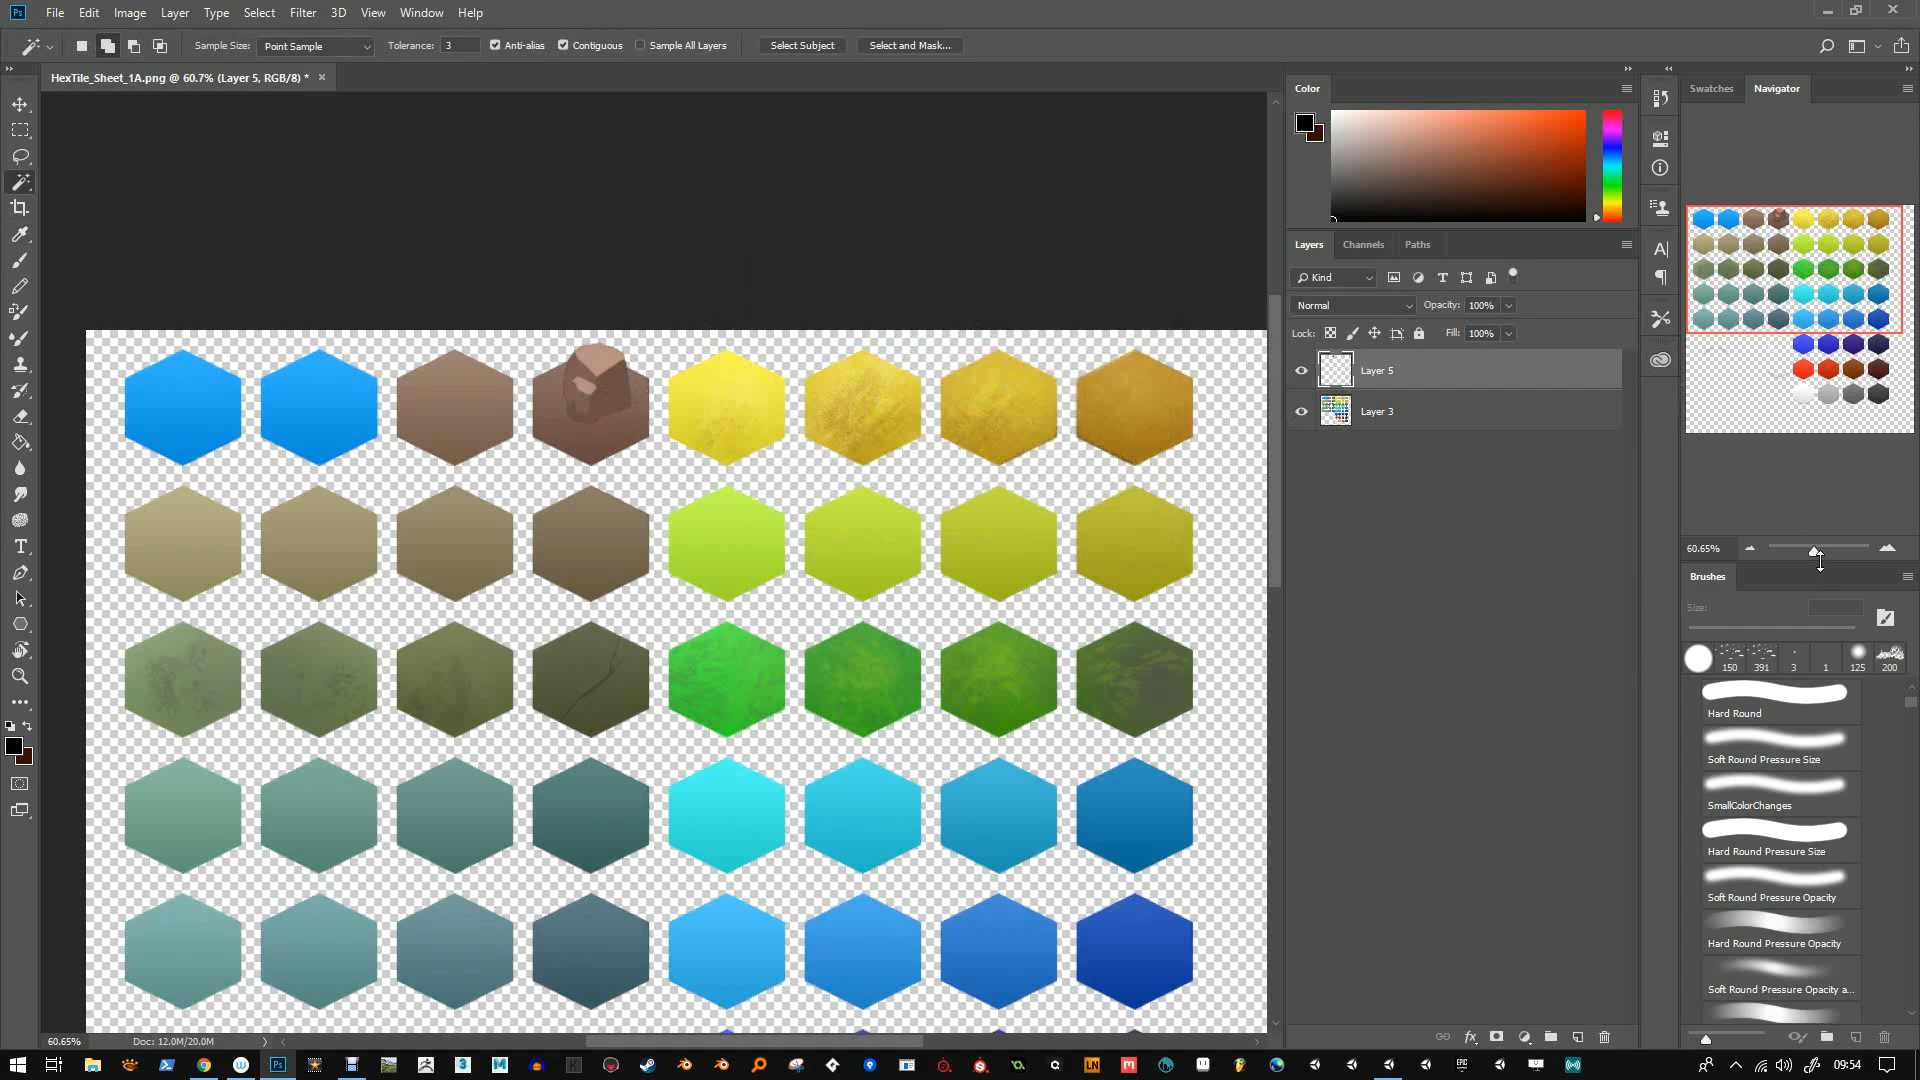 Ps File Edit Image Layer Type Select Filter 3D View Window Help
Sample Size: Point Sample Tolerance: 3 Anti-alias Contiguous Sample All Layers Select Subject Select and Mask...
HexTile_Sheet_1A.png @ 60.7% (Layer 5, RGB/8) *
Color
Swatches Navigator
Layers Channels Paths
Kind
Normal Opacity: 100%
Lock: Fill: 100%
Layer 5
Layer 3
60.65%
Brushes
Size:
150 391 3 1 125 200
Hard Round
Soft Round Pressure Size
SmallColorChanges
Hard Round Pressure Size
Soft Round Pressure Opacity
Hard Round Pressure Opacity
Soft Round Pressure Opacity a...
60.65% Doc: 12.0M/20.0M
09:54